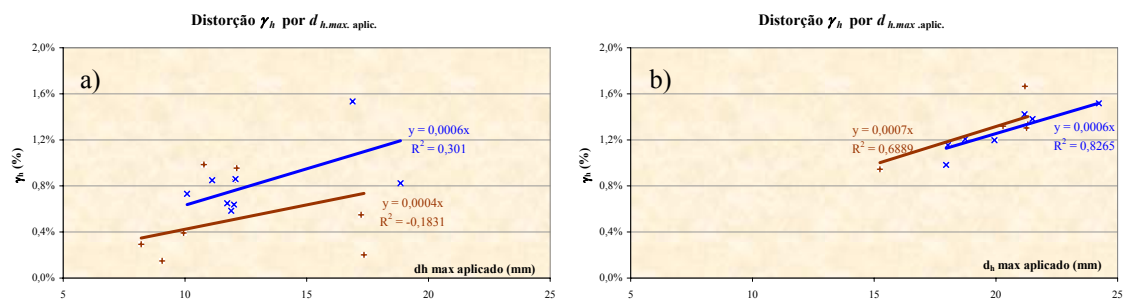 Distorção γh por d h.max. aplic.
2,0%
1,6%
1,2%
0,8%
0,4%
0,0%
γh (%)
a)
y = 0,0006x
R2 = 0,301
y = 0,0004x
R2 = -0,1831
dh max aplicado (mm)
5
10
15
20
25
Distorção γh por d h.max .aplic.
2,0%
1,6%
1,2%
0,8%
0,4%
0,0%
γh (%)
b)
y = 0,0007x
R2 = 0,6889
y = 0,0006x
R2 = 0,8265
dh max aplicado (mm)
5
10
15
20
25